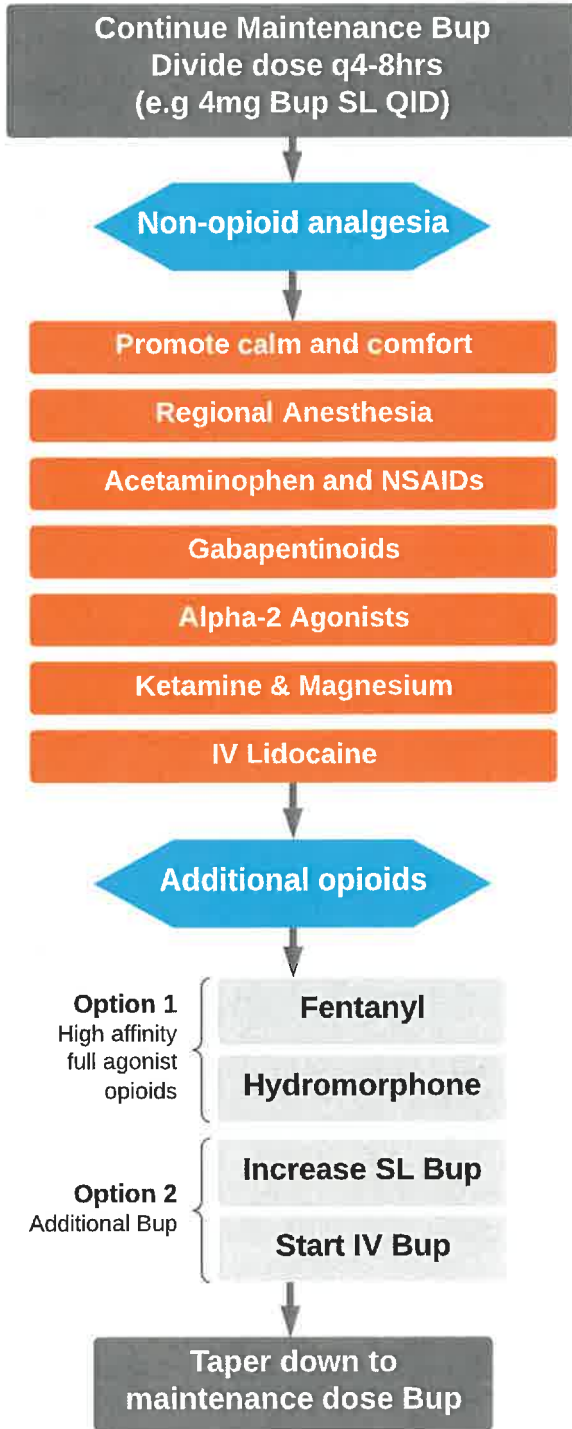 Continue Maintenance Bup
Divide dose q4-8hrs
(e.g 4mg Bup SL QID)
Non-opioid analgesia
Promote calm and comfort
Regional Anesthesia
Acetaminophen and NSAIDs
Gabapentinoids
Alpha-2 Agonists
Ketamine & Magnesium
IV Lidocaine
Additional opioids
Option 1
High affinity
full agonist
opioids
Fentanyl
Hydromorphone
Option 2
Additional Bup
Increase SL Bup
Start IV Bup
Taper down to
maintenance dose Bup